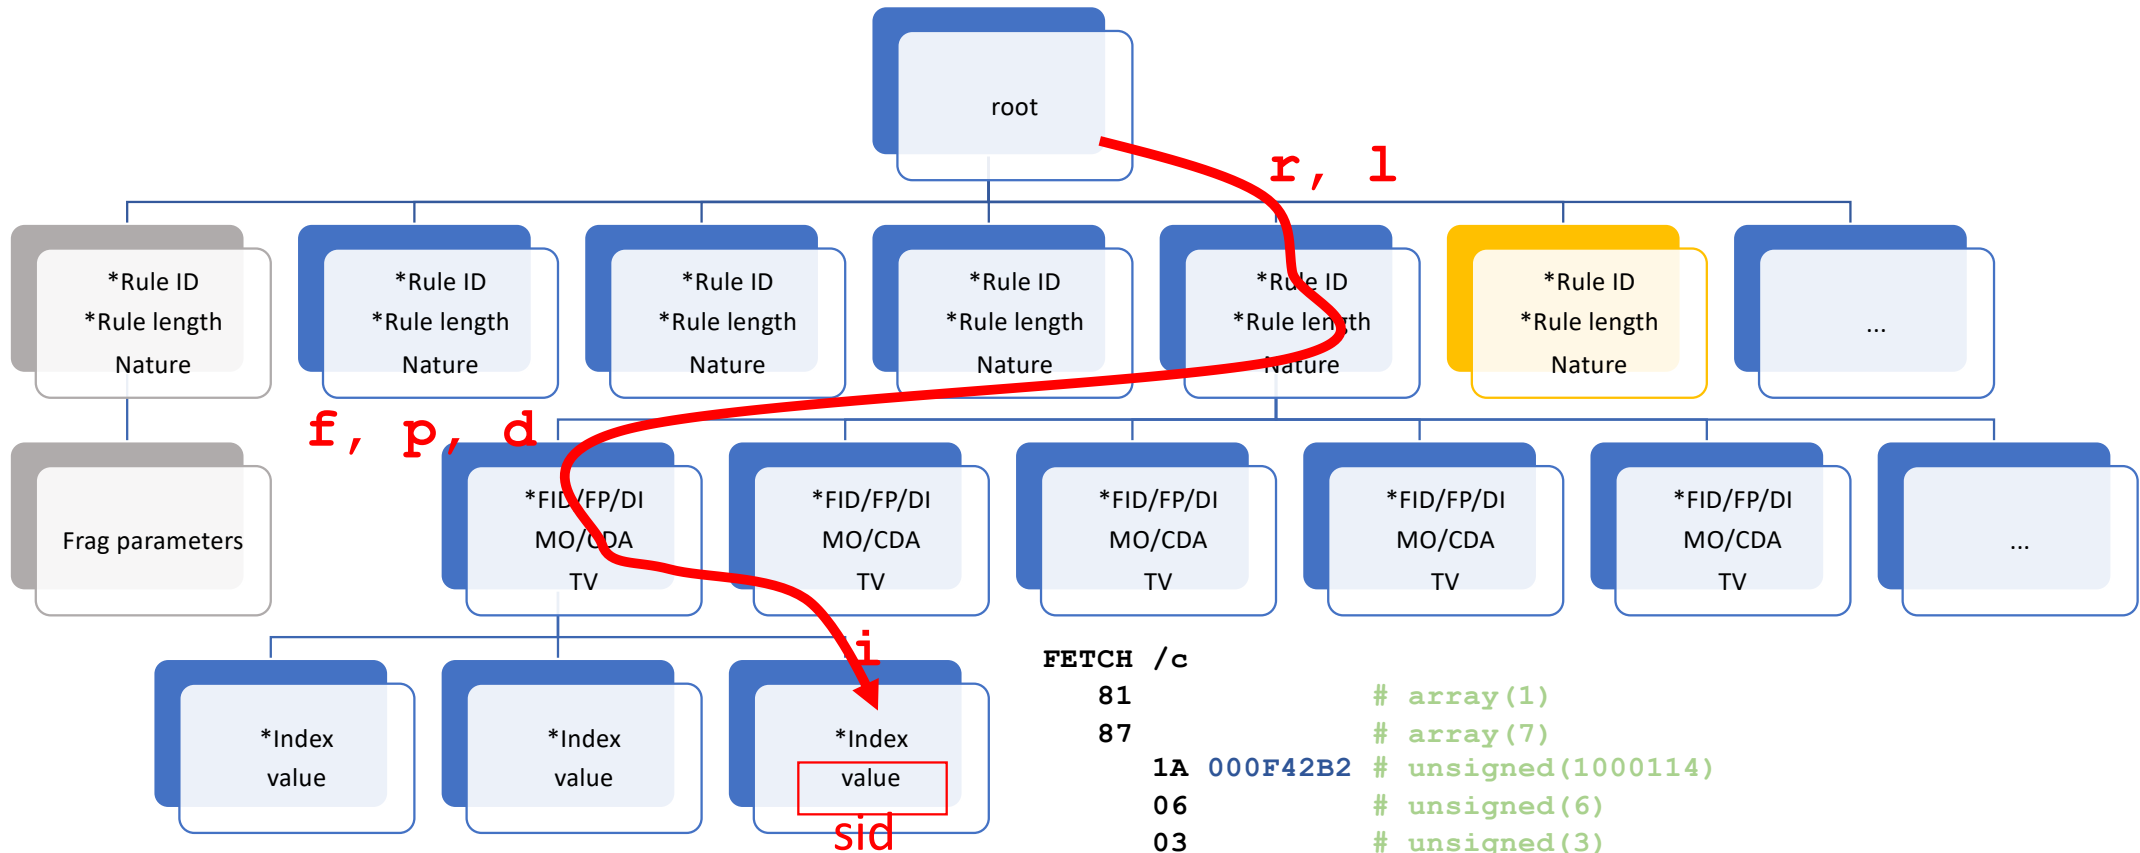 root
r, l
*Rule ID
*Rule length
Nature
*Rule ID
*Rule length
Nature
*Rule ID
*Rule length
Nature
*Rule ID
*Rule length
Nature
*Rule ID
*Rule length
Nature
*Rule ID
*Rule length
Nature
...
f, p, d
Frag parameters
*FID/FP/DI
MO/CDA
TV
*FID/FP/DI
MO/CDA
TV
*FID/FP/DI
MO/CDA
TV
*FID/FP/DI
MO/CDA
TV
*FID/FP/DI
MO/CDA
TV
...
i
*Index
value
*Index
value
*Index
value
sid
FETCH /c
81 # array(1)
87 # array(7)
1A 000F42B2 # unsigned(1000114)
06 # unsigned(6)
03 # unsigned(3)